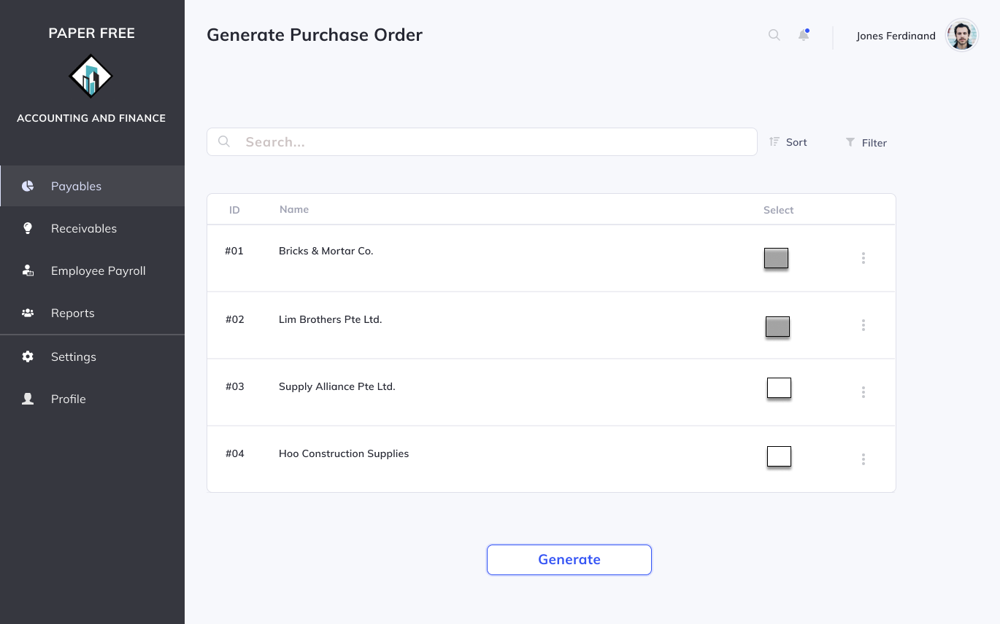 PAPER FREE
ACCOUNTING AND FINANCE
Payables
Receivables
Employee Payroll
Reports
Settings
Profile
Generate Purchase Order
Jones Ferdinand
Search...
Sort
Filter
ID Name Select
#01 Bricks & Mortar Co.
#02 Lim Brothers Pte Ltd.
#03 Supply Alliance Pte Ltd.
#04 Hoo Construction Supplies
Generate